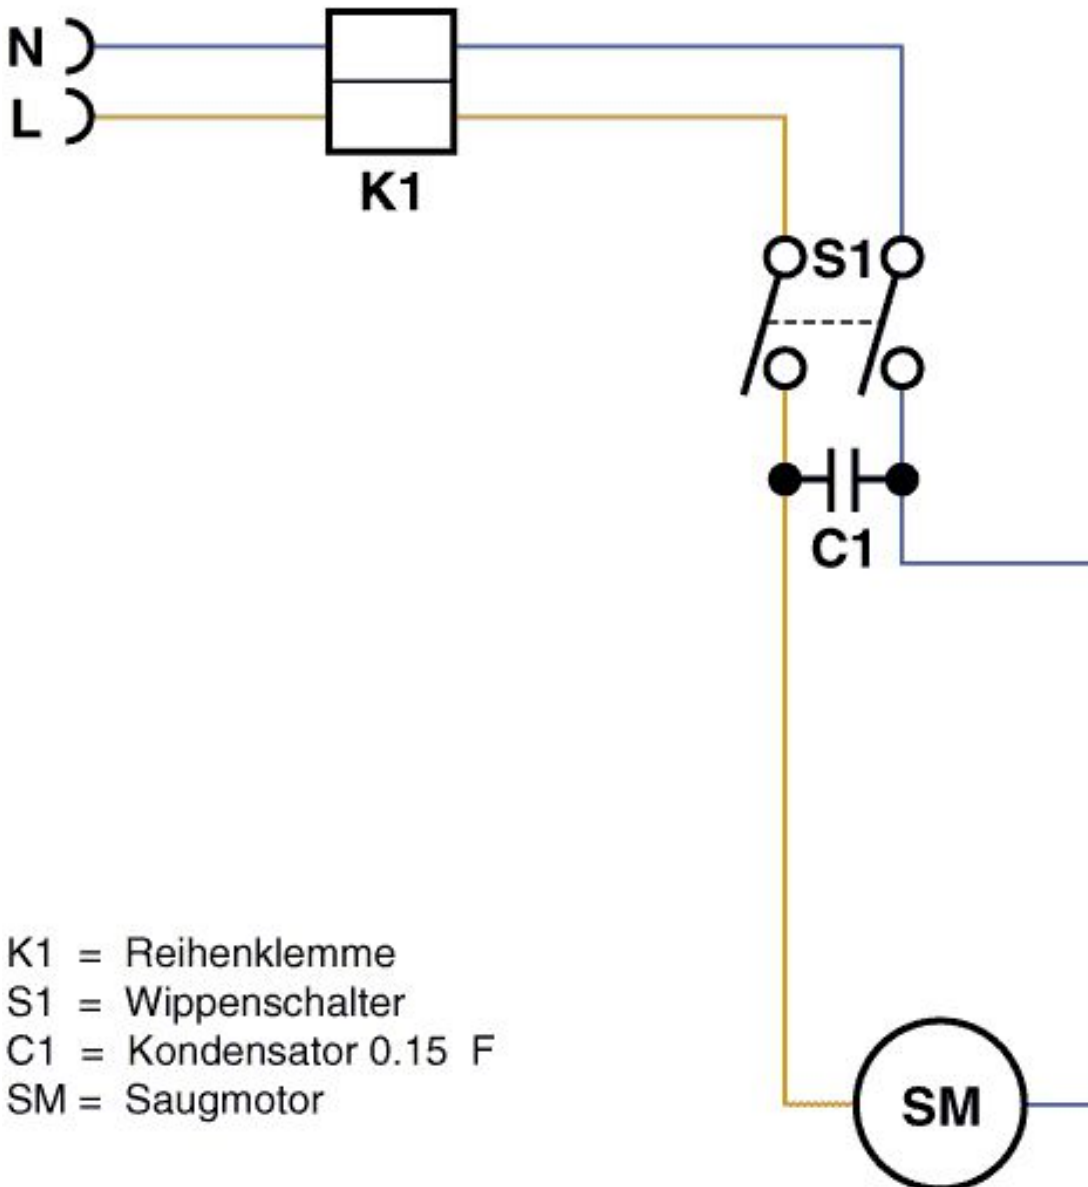 N
L
K1
S1
C1
K1 = Reihenklemme
S1 = Wippenschalter
C1 = Kondensator 0.15 F
SM = Saugmotor
SM